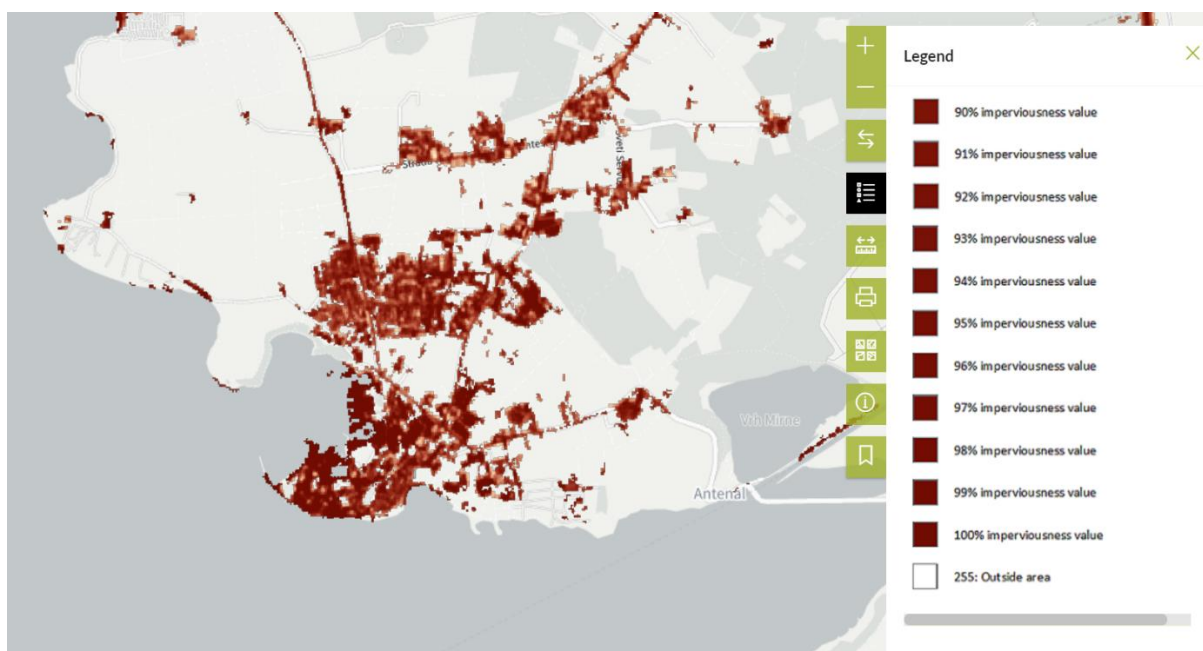 Legend
90% imperviousness value
91% imperviousness value
92% imperviousness value
93% imperviousness value
94% imperviousness value
95% imperviousness value
96% imperviousness value
97% imperviousness value
98% imperviousness value
99% imperviousness value
100% imperviousness value
255: Outside area
Vrh Mirne
Antenal